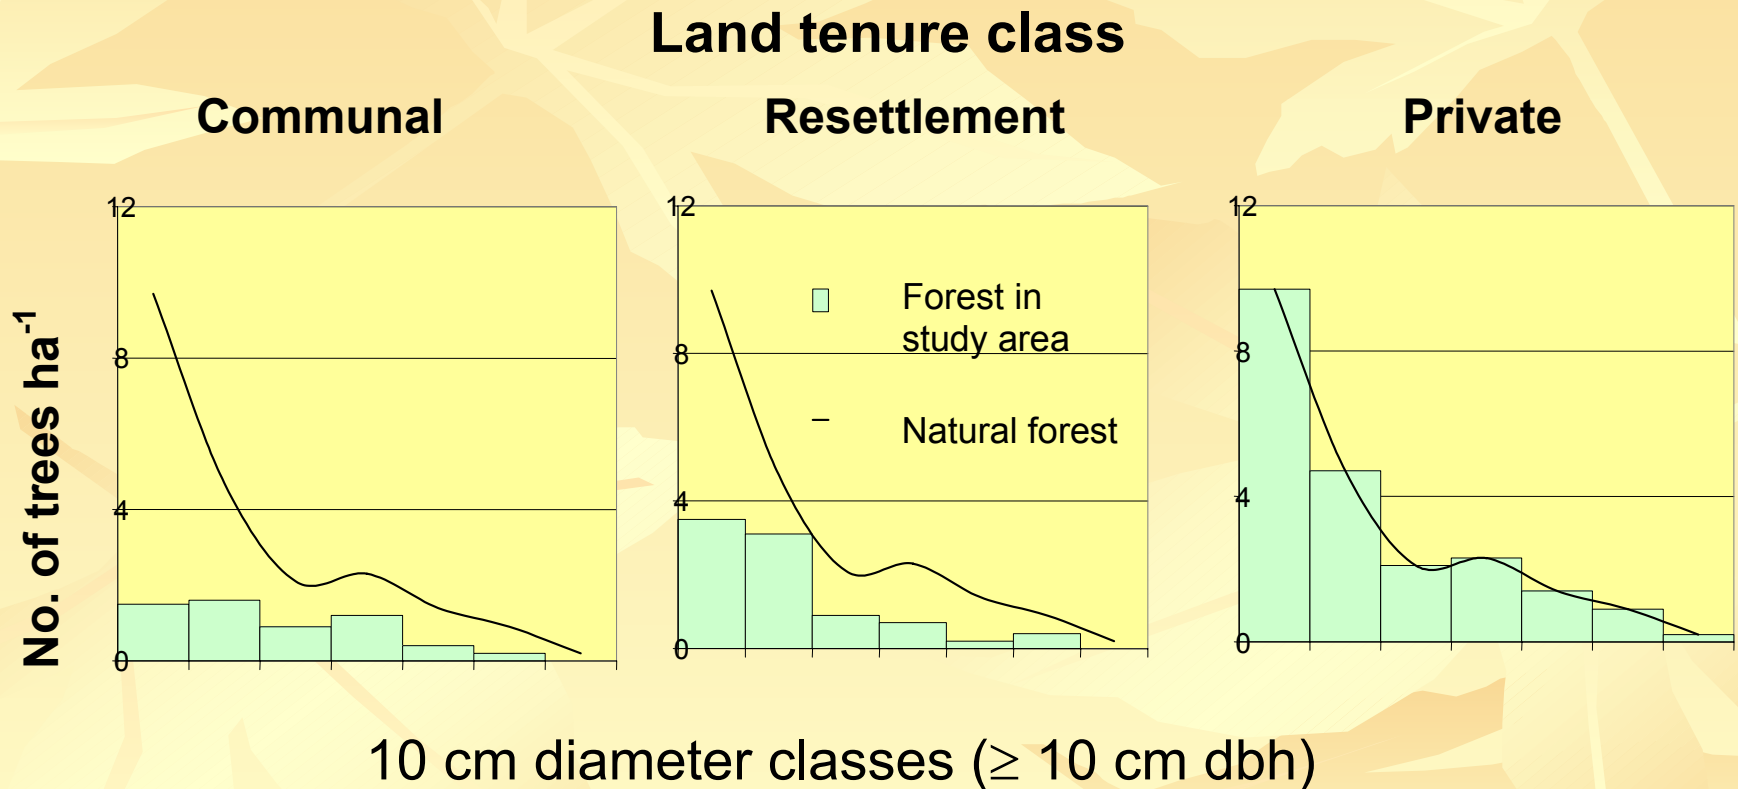 Land tenure class
Communal
Resettlement
Private
No. of trees ha⁻¹
12
8
4
0
12
8
4
0
Forest in
study area
Natural forest
12
8
4
0
10 cm diameter classes (≥ 10 cm dbh)